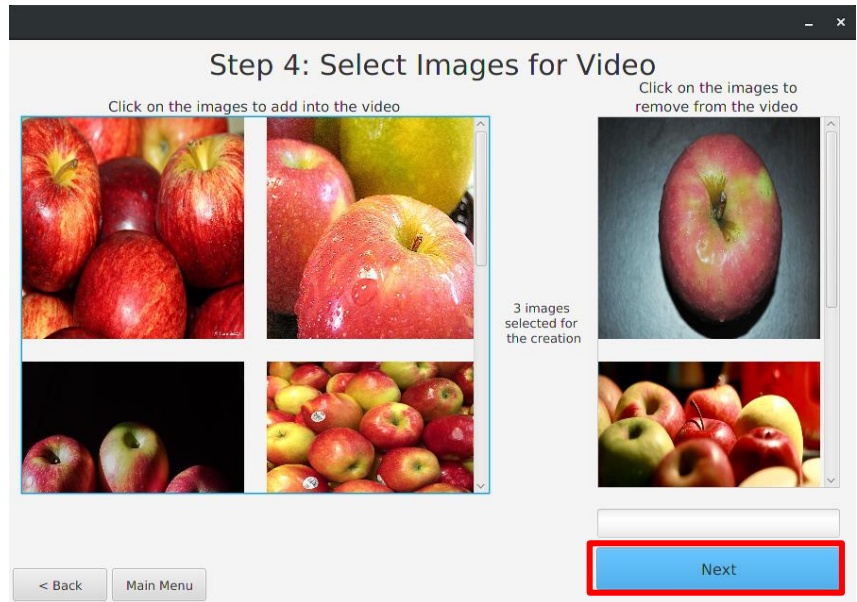 Step 4: Select Images for Video
Click on the images to add into the video
Click on the images to
remove from the video
3 images
selected for
the creation
Next
< Back
Main Menu